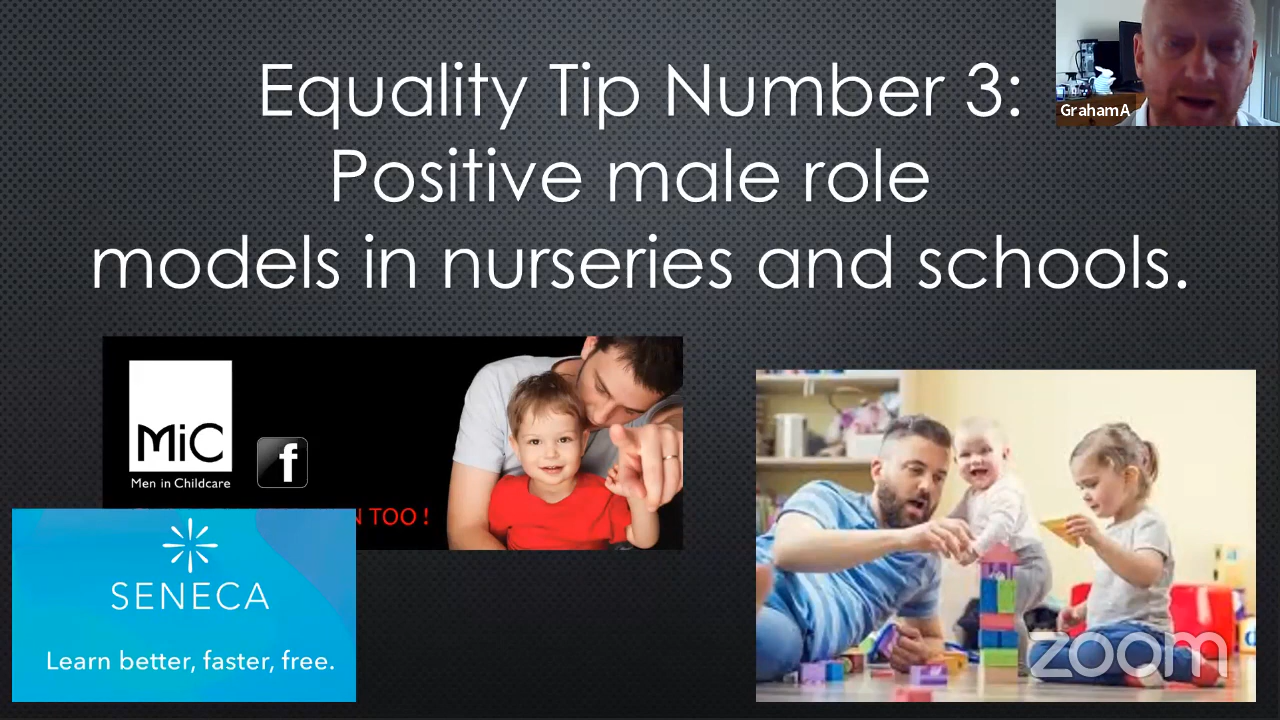 Equality Tip Number 3:
Positive male role
models in nurseries and schools.
GrahamA
MiC
Men in Childcare
f
TOO !
SENECA
Learn better, faster, free.
zoom